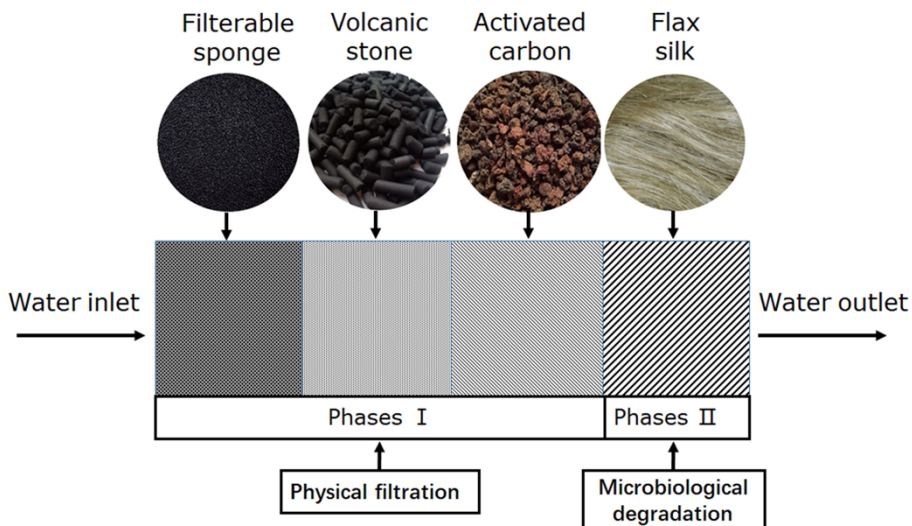 Filterable
sponge
Volcanic
stone
Activated
carbon
Flax
silk
Water inlet
Water outlet
Phases Ⅰ
Phases Ⅱ
Physical filtration
Microbiological
degradation